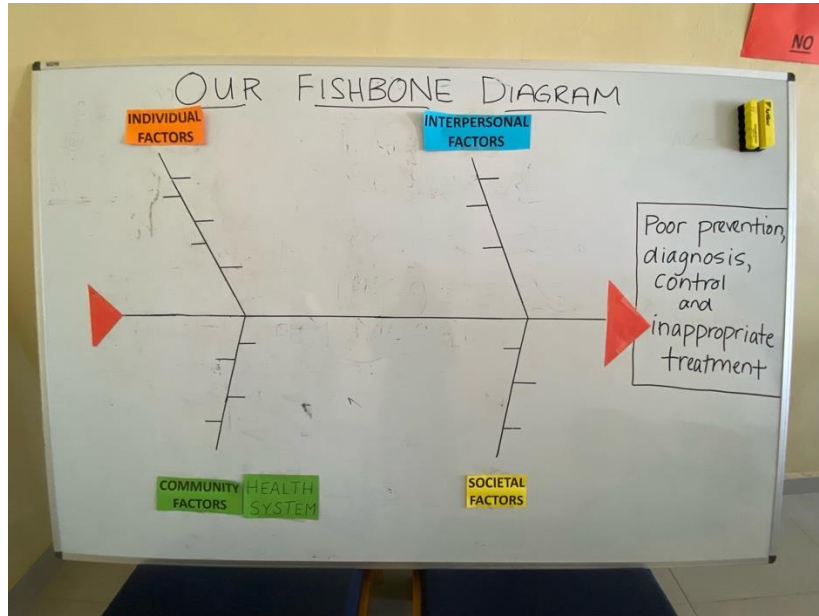 NO
OUR FISHBONE DIAGRAM
INDIVIDUAL
FACTORS
INTERPERSONAL
FACTORS
Poor prevention,
diagnosis,
control
and
inappropriate
treatment
COMMUNITY
FACTORS
HEALTH
SYSTEM
SOCIETAL
FACTORS